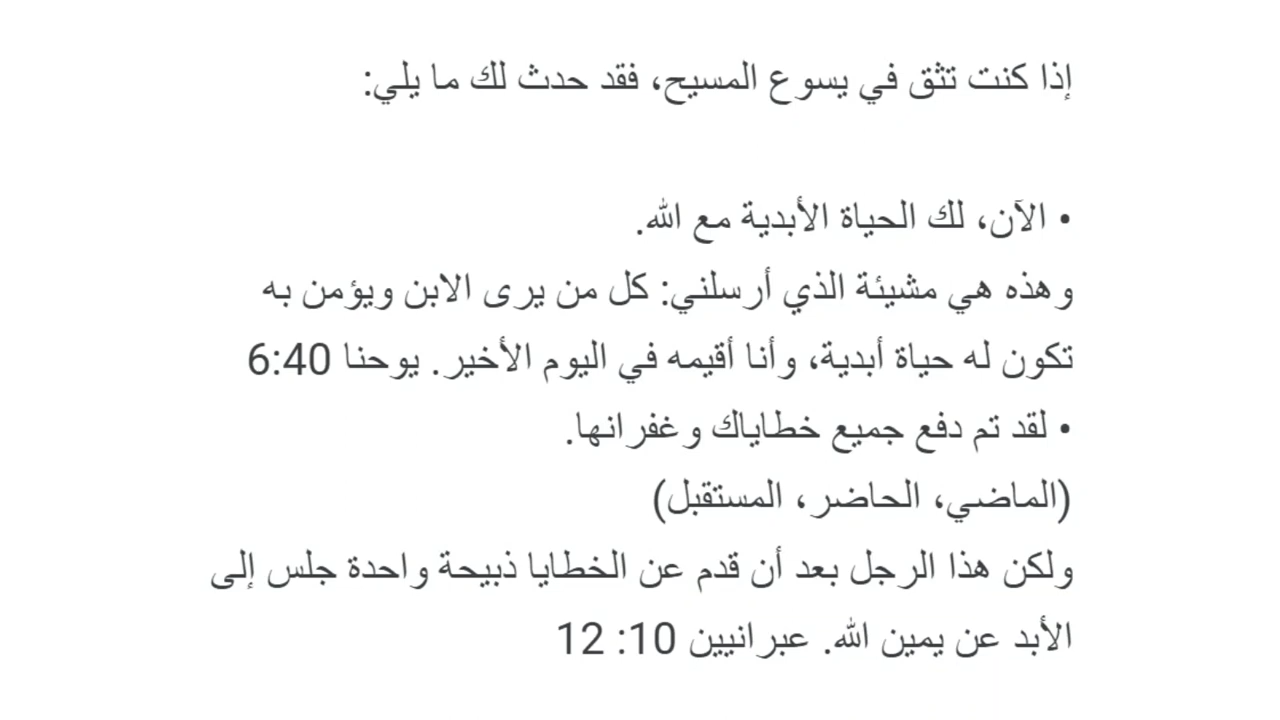 إذا كنت تثق في يسوع المسيح، فقد حدث لك ما يلي:
• الآن، لك الحياة الأبدية مع الله.
وهذه هي مشيئة الذي أرسلني: كل من يرى الابن ويؤمن به
تكون له حياة أبدية، وأنا أقيمه في اليوم الأخير. يوحنا 6:40
• لقد تم دفع جميع خطاياك وغفرانها.
(الماضي، الحاضر، المستقبل)
ولكن هذا الرجل بعد أن قدم عن الخطايا ذبيحة واحدة جلس إلى
الأبد عن يمين الله. عبرانيين 10: 12